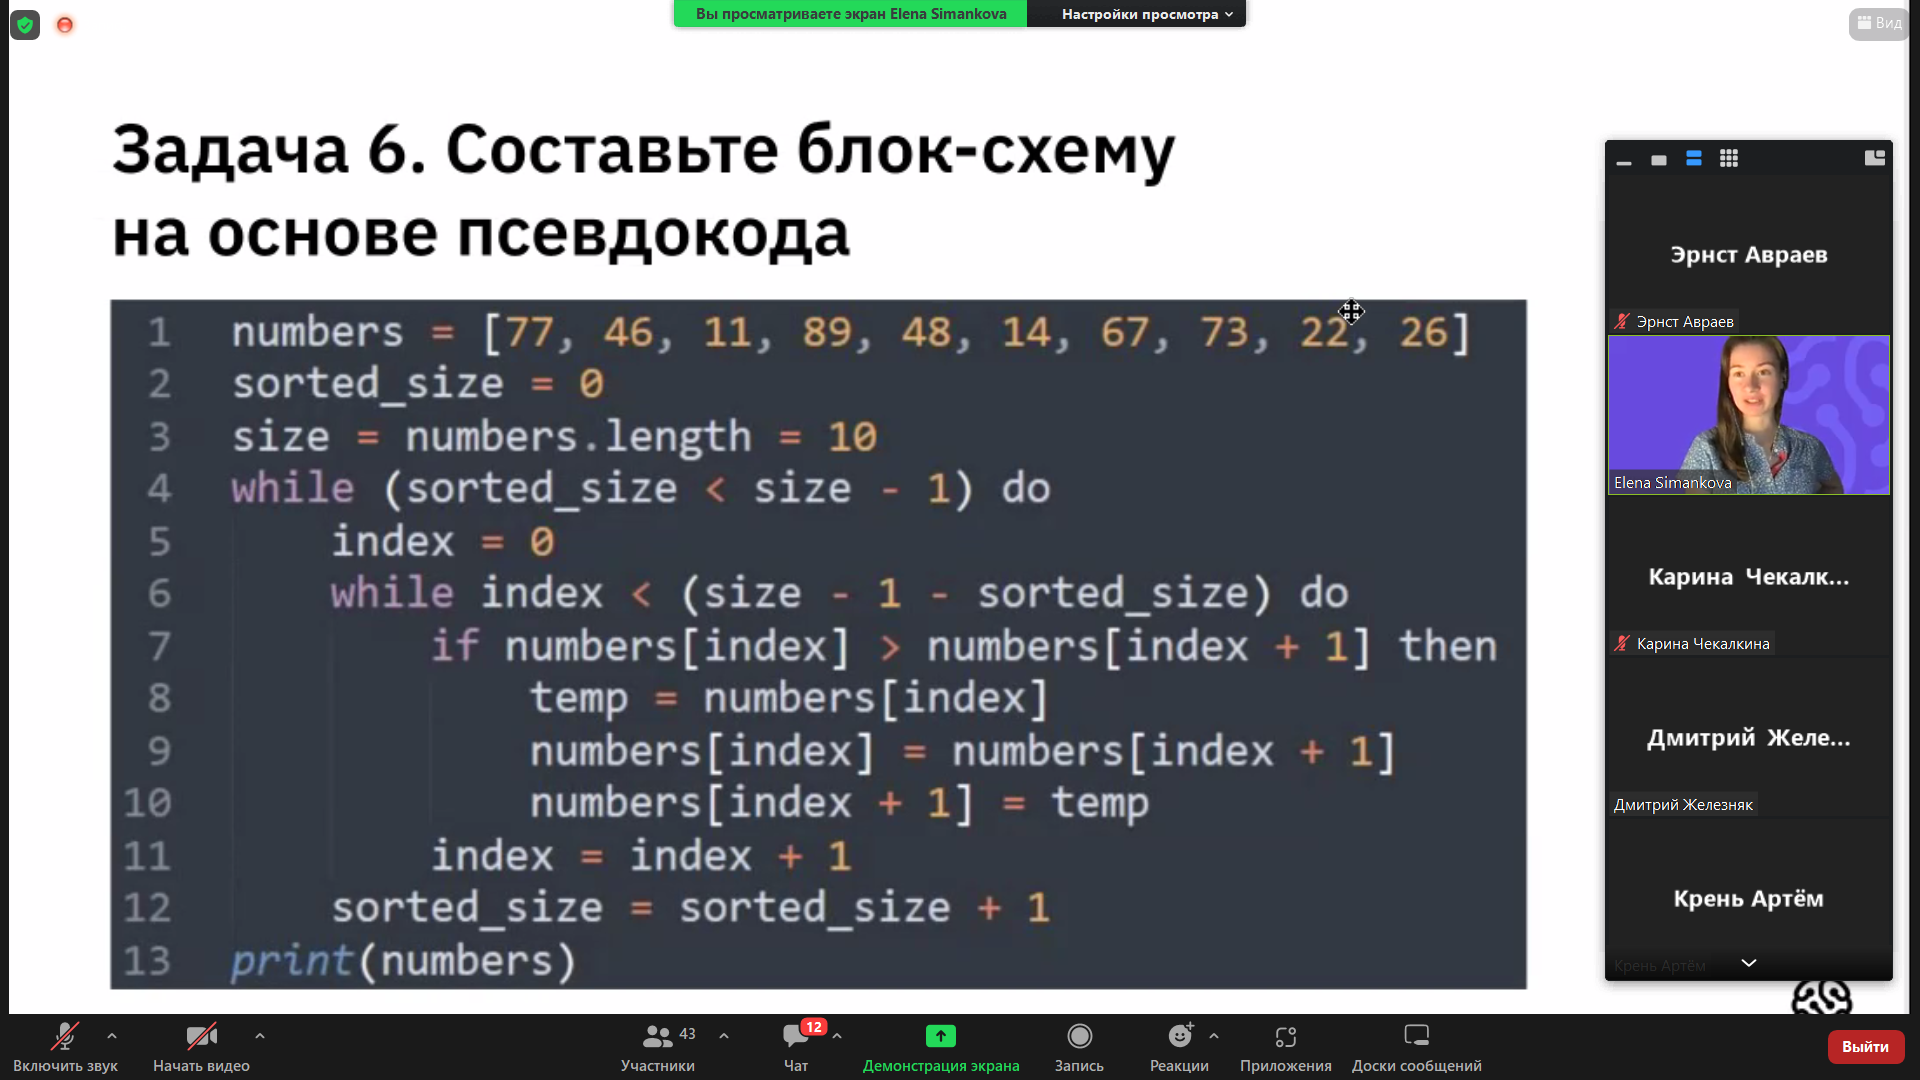 Вы просматриваете экран Elena Simankova
Настройки просмотра
Вид
Задача 6. Составьте блок-схему
на основе псевдокода
1 numbers = [77, 46, 11, 89, 48, 14, 67, 73, 22, 26]
2 sorted_size = 0
3 size = numbers.length = 10
4 while (sorted_size < size - 1) do
5 index = 0
6 while index < (size - 1 - sorted_size) do
7 if numbers[index] > numbers[index + 1] then
8 temp = numbers[index]
9 numbers[index] = numbers[index + 1]
10 numbers[index + 1] = temp
11 index = index + 1
12 sorted_size = sorted_size + 1
13 print(numbers)
Эрнст Авраев
Эрнст Авраев
Elena Simankova
Карина Чекалк...
Карина Чекалкина
Дмитрий Желе...
Дмитрий Железняк
Крень Артём
Крень Артём
Включить звук
Начать видео
43
Участники
12
Чат
Демонстрация экрана
Запись
Реакции
Приложения
Доски сообщений
Выйти